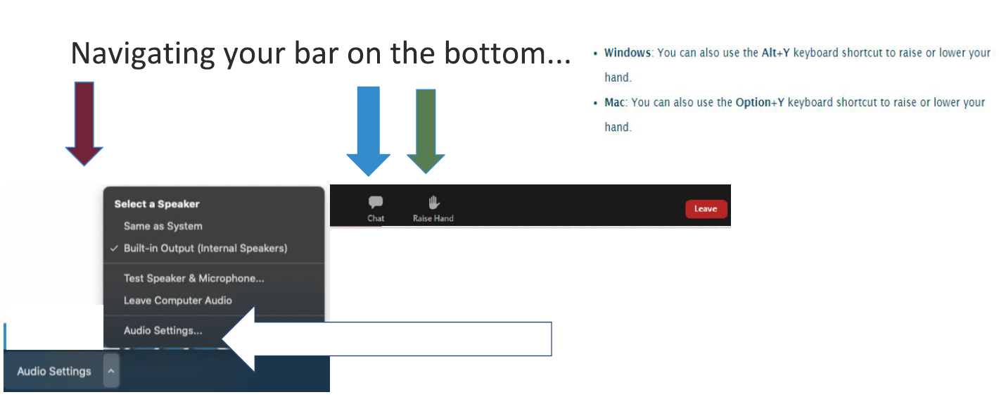 Navigating your bar on the bottom...
• Windows: You can also use the Alt+Y keyboard shortcut to raise or lower your
hand.
• Mac: You can also use the Option+Y keyboard shortcut to raise or lower your
hand.
Select a Speaker
Same as System
✓ Built-in Output (Internal Speakers)
Test Speaker & Microphone...
Leave Computer Audio
Audio Settings...
Audio Settings
Chat
Raise Hand
Leave